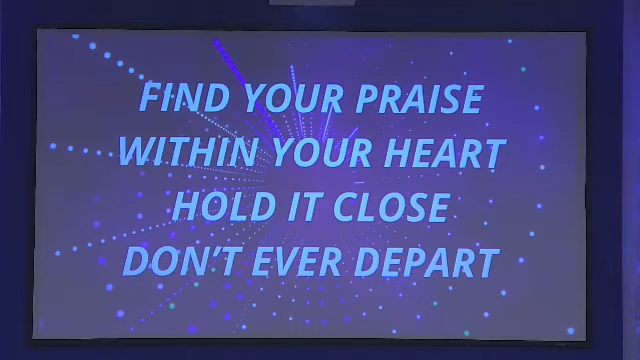 FIND YOUR PRAISE
WITHIN YOUR HEART
HOLD IT CLOSE
DON'T EVER DEPART